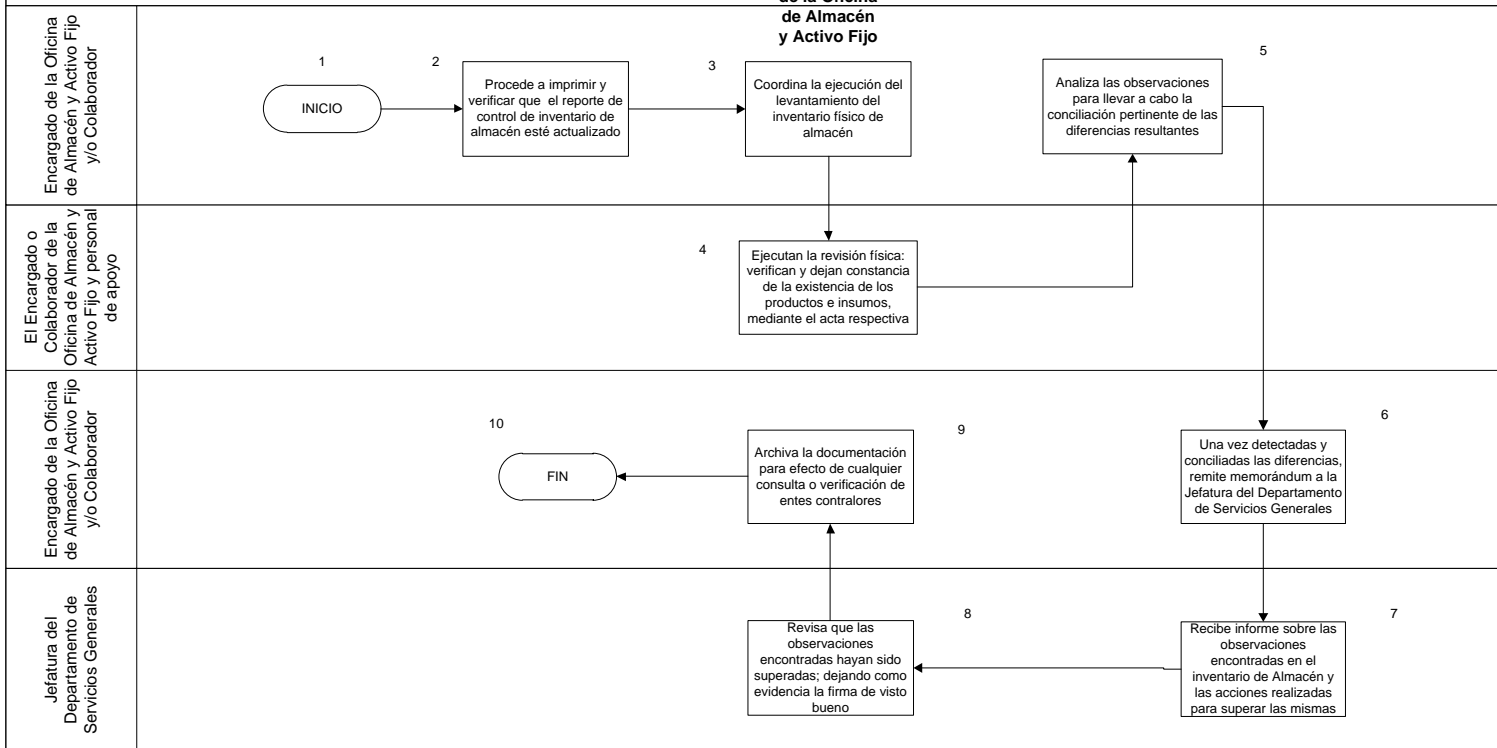 de la Oficina
de Almacén
y Activo Fijo
Encargado de la Oficina
de Almacén y Activo Fijo
y/o Colaborador
1
INICIO
2
Procede a imprimir y
verificar que el reporte de
control de inventario de
almacén esté actualizado
3
Coordina la ejecución del
levantamiento del
inventario físico de
almacén
5
Analiza las observaciones
para llevar a cabo la
conciliación pertinente de las
diferencias resultantes
El Encargado o
Colaborador de la
Oficina de Almacén y
Activo Fijo y personal
de apoyo
4
Ejecutan la revisión física:
verifican y dejan constancia
de la existencia de los
productos e insumos,
mediante el acta respectiva
Encargado de la Oficina
de Almacén y Activo Fijo
y/o Colaborador
6
Una vez detectadas y
conciliadas las diferencias,
remite memorándum a la
Jefatura del Departamento
de Servicios Generales
9
Archiva la documentación
para efecto de cualquier
consulta o verificación de
entes contralores
10
FIN
Jefatura del
Departamento de
Servicios Generales
7
Recibe informe sobre las
observaciones
encontradas en el
inventario de Almacén y
las acciones realizadas
para superar las mismas
8
Revisa que las
observaciones
encontradas hayan sido
superadas; dejando como
evidencia la firma de visto
bueno